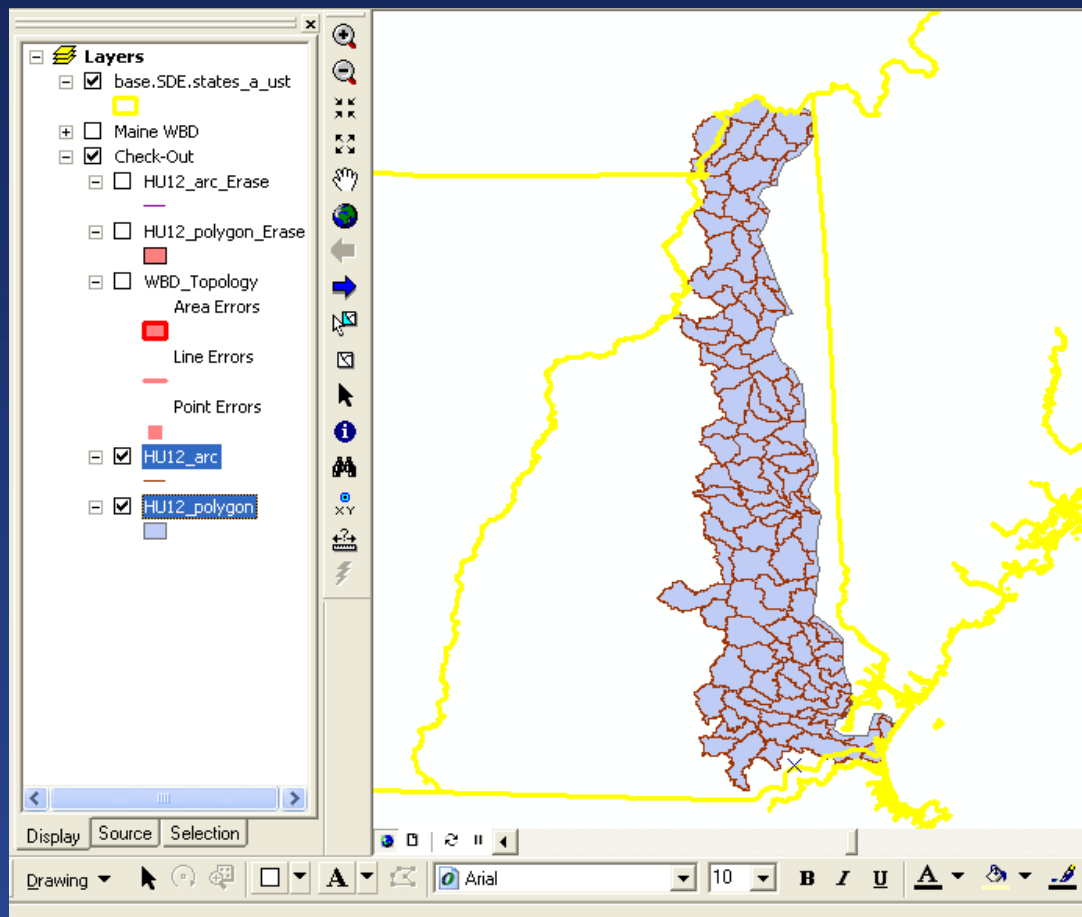 Layers
base.SDE.states_a_ust
Maine WBD
Check-Out
HU12_arc_Erase
HU12_polygon_Erase
WBD_Topology
Area Errors
Line Errors
Point Errors
HU12_arc
HU12_polygon
XY
Display Source Selection
Drawing A Arial 10 B I U A